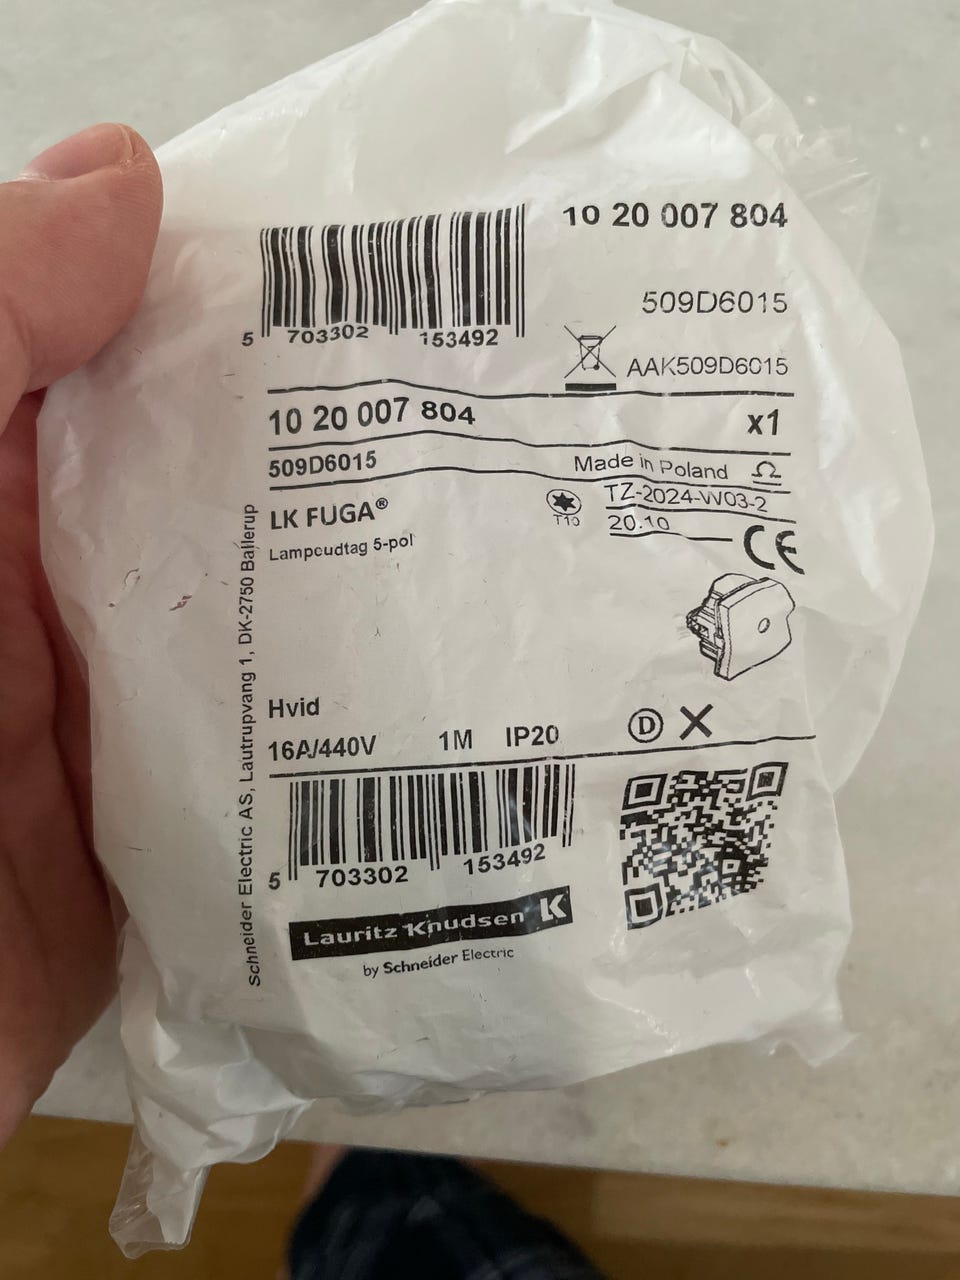 10 20 007 804
5 703302 153492
509D6015
AAK509D6015
10 20 007 804 x1
509D6015 Made in Poland
LK FUGA® T10 TZ-2024-W03-2
20.10
Lampeudtag 5-pol CE
Schneider Electric AS, Lautrupvang 1, DK-2750 Ballerup
Hvid D
16A/440V 1M IP20
5 703302 153492
Lauritz Knudsen LK
by Schneider Electric